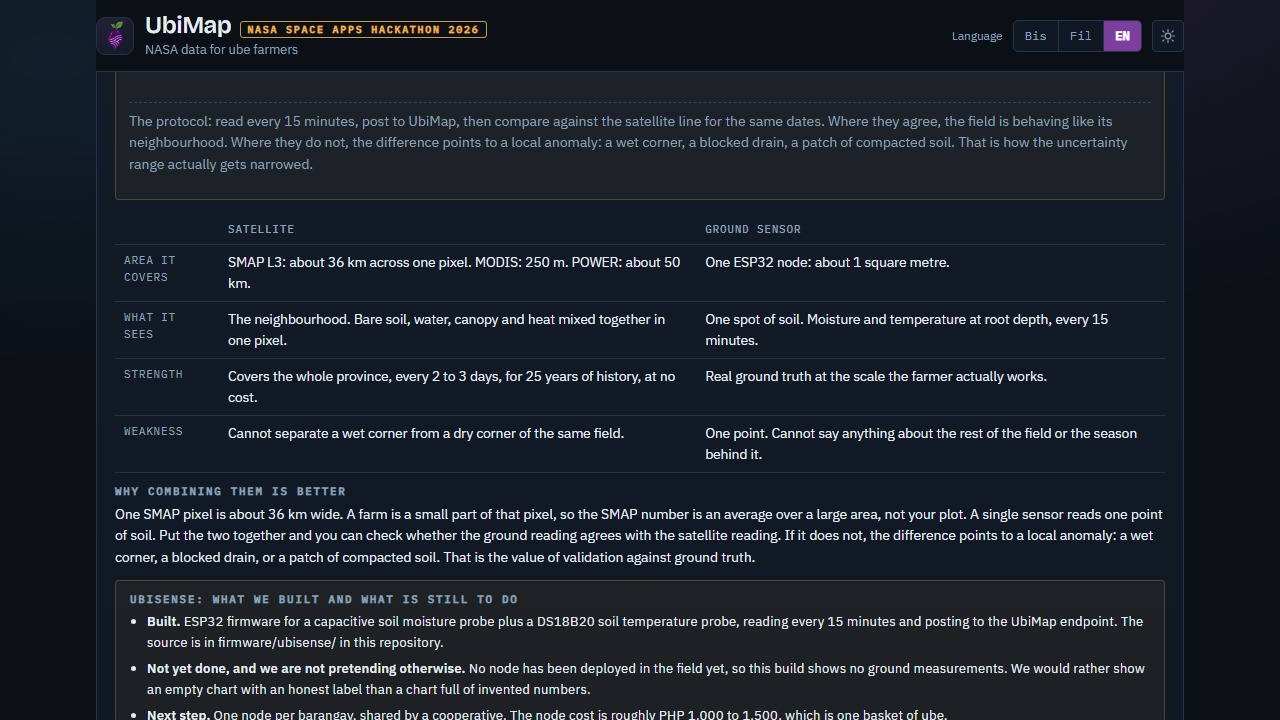 UbiMap NASA SPACE APPS HACKATHON 2026
NASA data for ube farmers
Language Bis Fil EN
The protocol: read every 15 minutes, post to UbiMap, then compare against the satellite line for the same dates. Where they agree, the field is behaving like its
neighbourhood. Where they do not, the difference points to a local anomaly: a wet corner, a blocked drain, a patch of compacted soil. That is how the uncertainty
range actually gets narrowed.
SATELLITE GROUND SENSOR
AREA IT
COVERS
SMAP L3: about 36 km across one pixel. MODIS: 250 m. POWER: about 50
km.
One ESP32 node: about 1 square metre.
WHAT IT
SEES
The neighbourhood. Bare soil, water, canopy and heat mixed together in
one pixel.
One spot of soil. Moisture and temperature at root depth, every 15
minutes.
STRENGTH
Covers the whole province, every 2 to 3 days, for 25 years of history, at no
cost.
Real ground truth at the scale the farmer actually works.
WEAKNESS
Cannot separate a wet corner from a dry corner of the same field.
One point. Cannot say anything about the rest of the field or the season
behind it.
WHY COMBINING THEM IS BETTER
One SMAP pixel is about 36 km wide. A farm is a small part of that pixel, so the SMAP number is an average over a large area, not your plot. A single sensor reads one point
of soil. Put the two together and you can check whether the ground reading agrees with the satellite reading. If it does not, the difference points to a local anomaly: a wet
corner, a blocked drain, or a patch of compacted soil. That is the value of validation against ground truth.
UBISENSE: WHAT WE BUILT AND WHAT IS STILL TO DO
• Built. ESP32 firmware for a capacitive soil moisture probe plus a DS18B20 soil temperature probe, reading every 15 minutes and posting to the UbiMap endpoint. The
source is in firmware/ubisense/ in this repository.
• Not yet done, and we are not pretending otherwise. No node has been deployed in the field yet, so this build shows no ground measurements. We would rather show
an empty chart with an honest label than a chart full of invented numbers.
• Next step. One node per barangay, shared by a cooperative. The node cost is roughly PHP 1,000 to 1,500, which is one basket of ube.